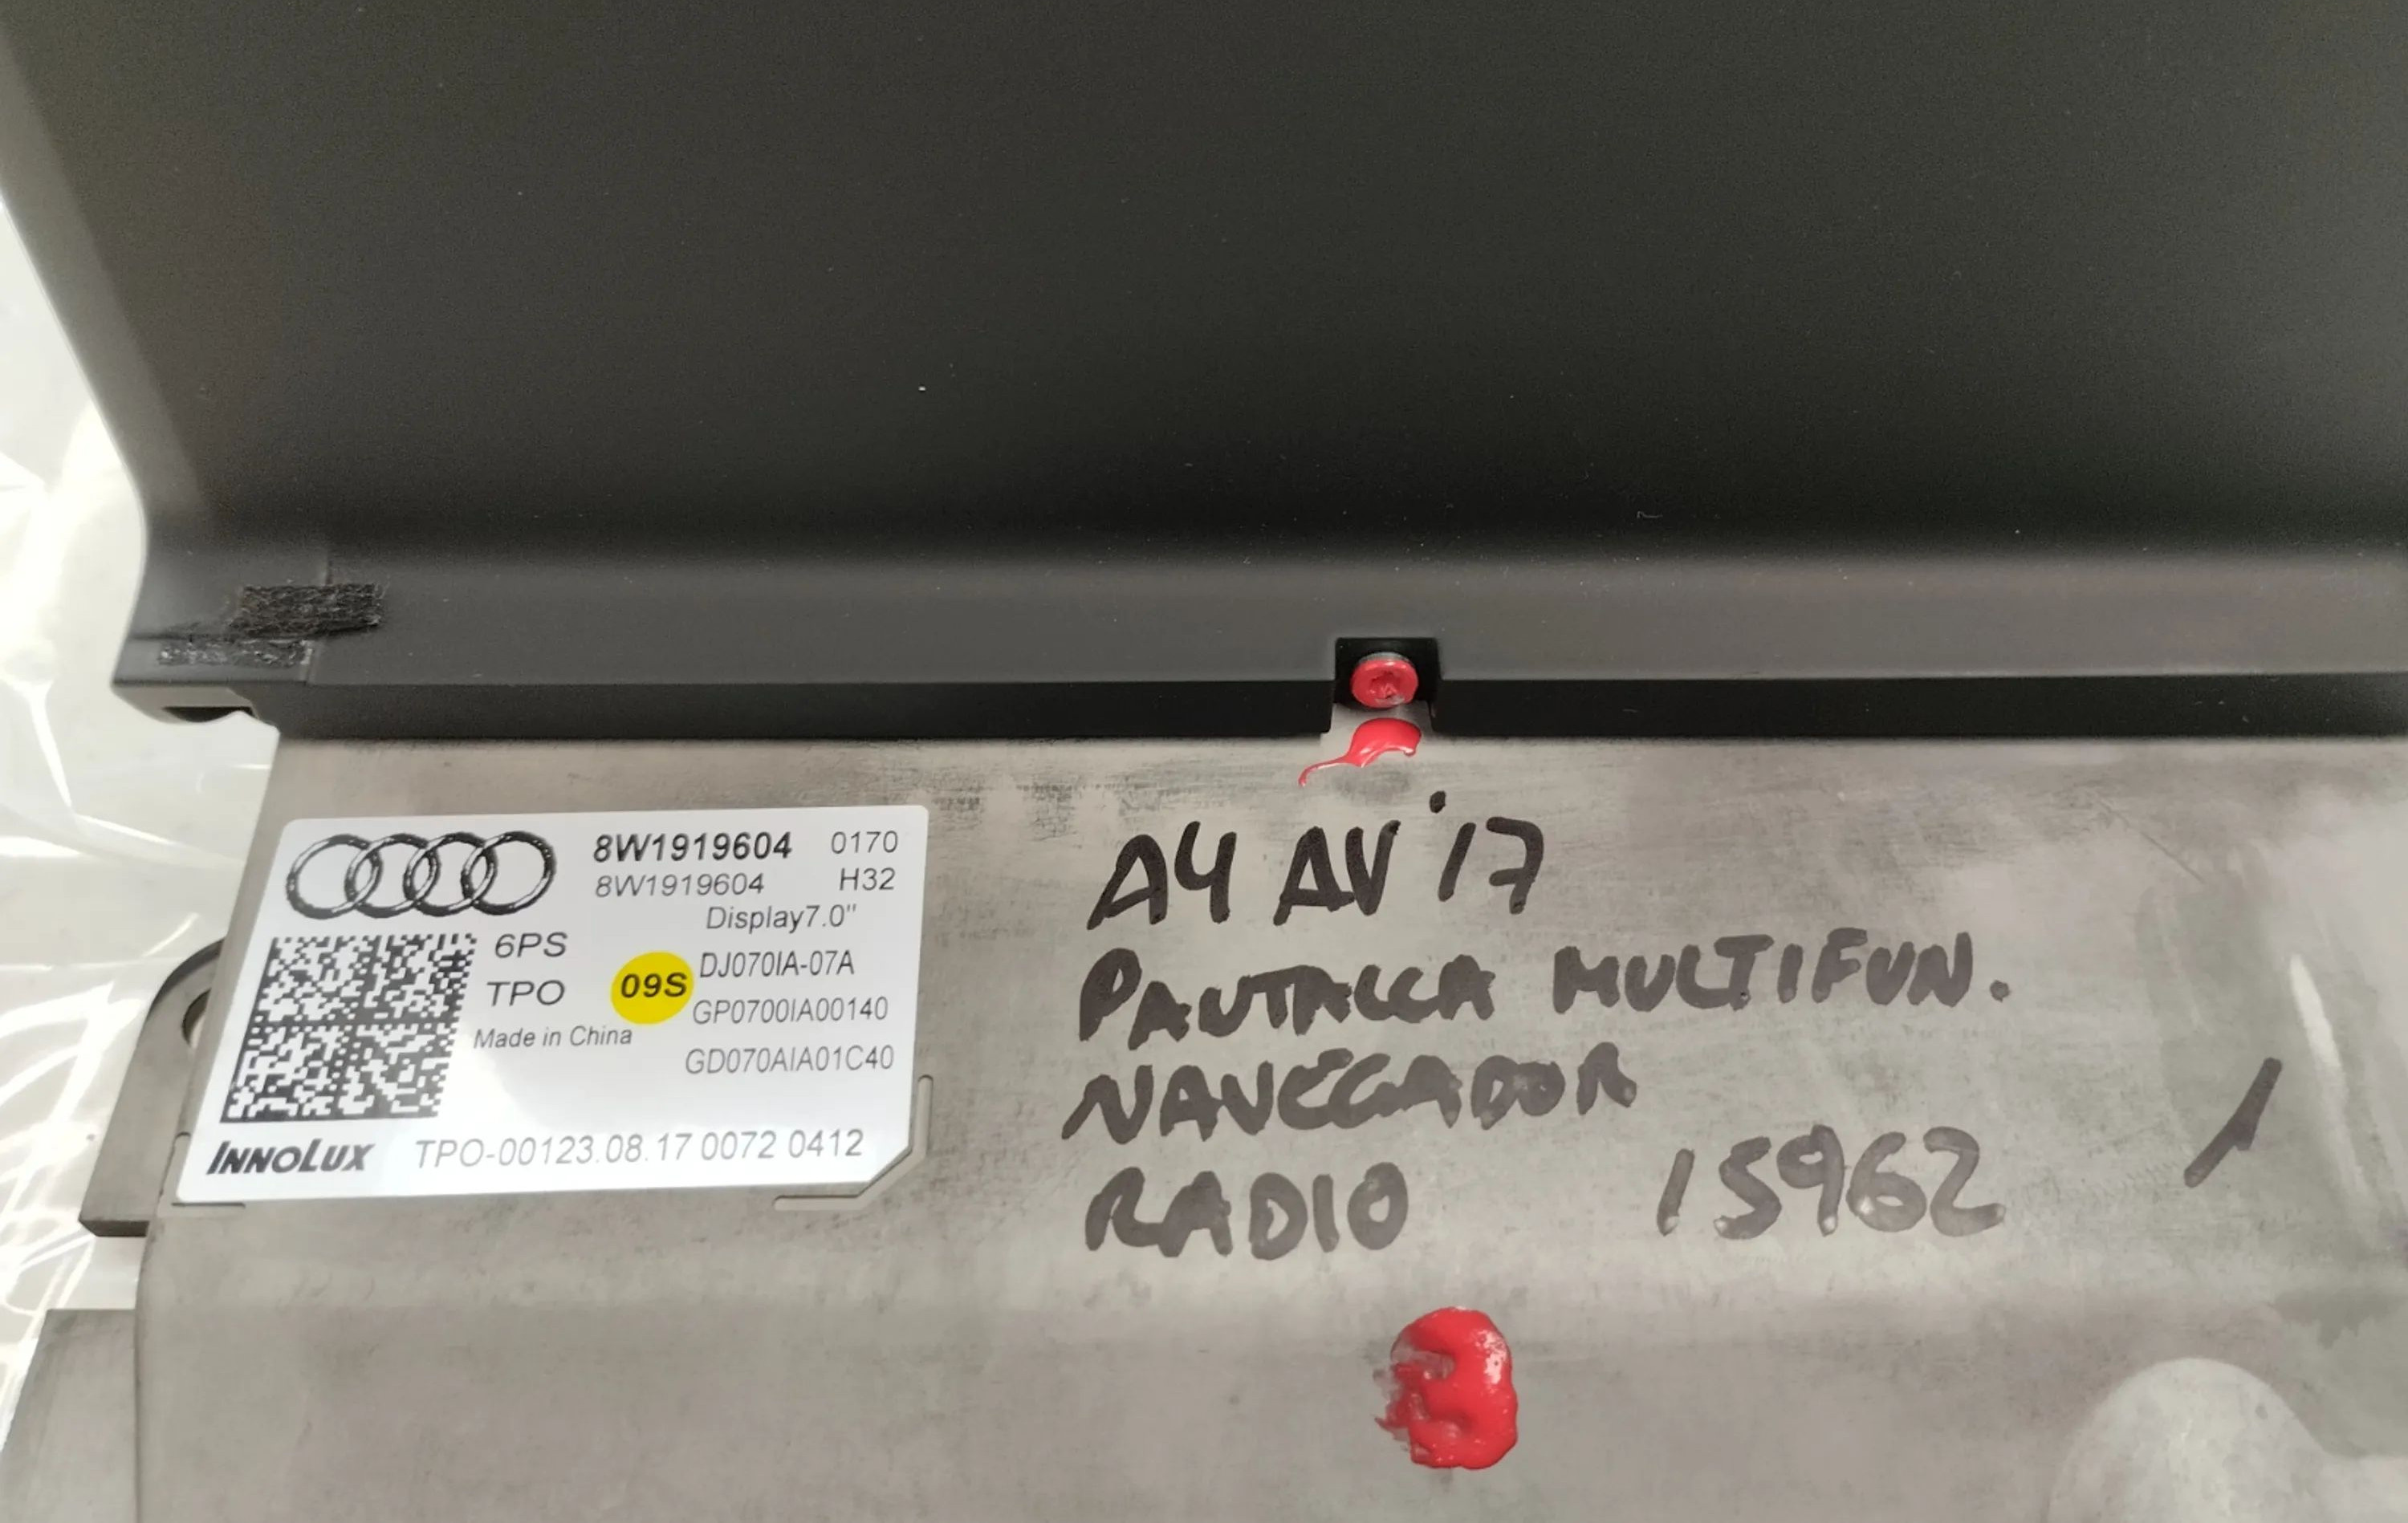 8W1919604 0170
8W1919604 H32
Display7.0"
6PS
TPO
09S
DJ070IA-07A
GP0700IA00140
Made in China
GD070AIA01C40
INNOLUX TPO-00123.08.17 0072 0412
A4 AV '17
PANTALLA MULTIFUN.
NAVEGADOR
RADIO 15962 1